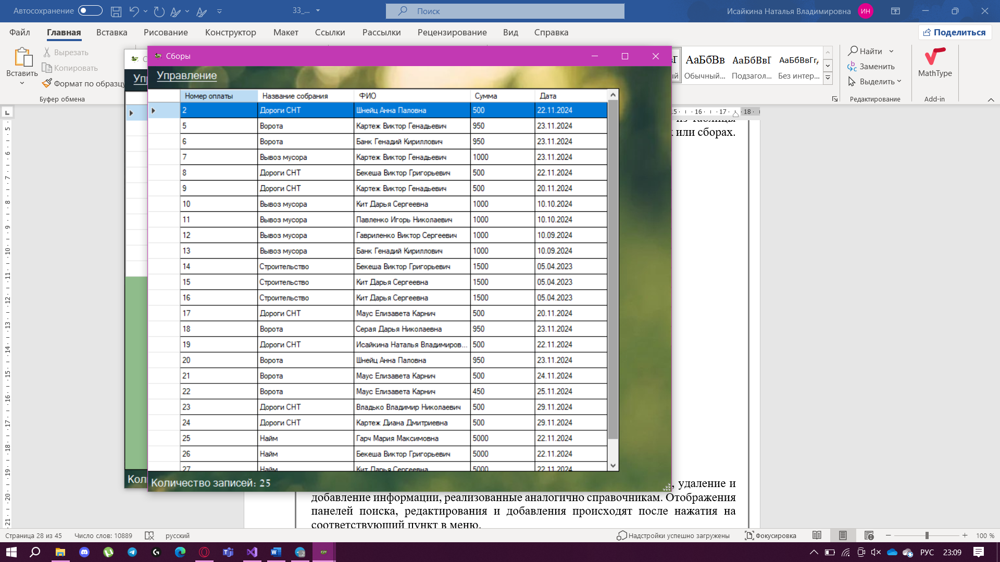 Автосохранение 33_... Поиск Исайкина Наталья Владимировна ИН
Файл Главная Вставка Рисование Конструктор Макет Ссылки Рассылки Рецензирование Вид Справка Поделиться
Вставить
Вырезать
Копировать
Формат по образцу
Буфер обмена
АаБбВв АаБбВвГ АаБбВвГг
Обычный... Подзагол... Без интер...
Найти
Заменить
Выделить
Редактирование
MathType
Add-in
Сборы
Управление
Номер оплаты Название собрания ФИО Сумма Дата
2 Дороги СНТ Шнейц Анна Паловна 500 22.11.2024
5 Ворота Картеж Виктор Генадьевич 950 23.11.2024
6 Ворота Банк Генадий Кириллович 950 23.11.2024
7 Вывоз мусора Картеж Виктор Генадьевич 1000 23.11.2024
8 Дороги СНТ Бекеша Виктор Григорьевич 500 22.11.2024
9 Дороги СНТ Картеж Виктор Генадьевич 500 20.11.2024
10 Вывоз мусора Кит Дарья Сергеевна 1000 10.10.2024
11 Вывоз мусора Павленко Игорь Николаевич 1000 10.10.2024
12 Вывоз мусора Гавриленко Виктор Сергеевич 1000 10.09.2024
13 Вывоз мусора Банк Генадий Кириллович 1000 10.09.2024
14 Строительство Бекеша Виктор Григорьевич 1500 05.04.2023
15 Строительство Кит Дарья Сергеевна 1500 05.04.2023
16 Строительство Кит Дарья Сергеевна 1500 05.04.2023
17 Дороги СНТ Маус Елизавета Карнич 500 20.11.2024
18 Ворота Серая Дарья Николаевна 950 23.11.2024
19 Дороги СНТ Исайкина Наталья Владимиров... 500 22.11.2024
20 Ворота Шнейц Анна Паловна 950 23.11.2024
21 Ворота Маус Елизавета Карнич 500 24.11.2024
22 Ворота Маус Елизавета Карнич 450 25.11.2024
23 Дороги СНТ Владько Владимир Николаевич 500 29.11.2024
24 Дороги СНТ Картеж Диана Дмитриевна 500 29.11.2024
25 Найм Гарч Мария Максимовна 5000 22.11.2024
26 Найм Бекеша Виктор Григорьевич 5000 22.11.2024
27 Найм Кит Дарья Сергеевна 5000 22.11.2024
Количество записей: 25
из таблицы
или сборах.
, удаление и
добавление информации, реализованные аналогично справочникам. Отображения
панелей поиска, редактирования и добавления происходят после нажатия на
соответствующий пункт в меню.
Страница 28 из 45 Число слов: 10889 русский Надстройки успешно загружены Фокусировка 100 %
РУС 23:09